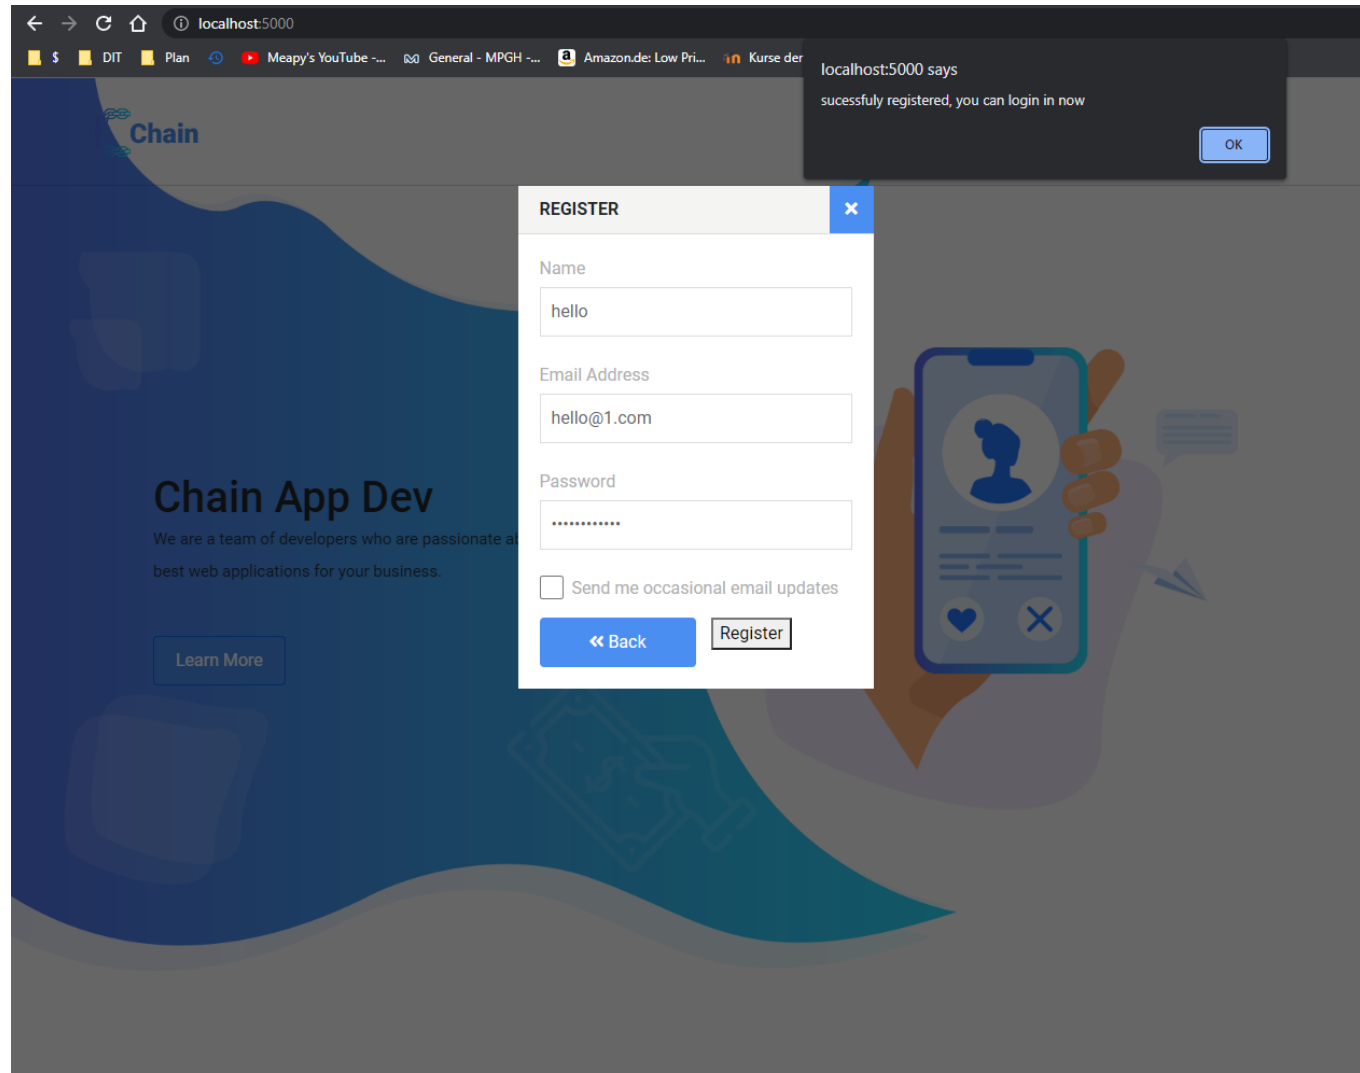 localhost:5000
$ DIT Plan Meapy's YouTube -... General - MPGH -... Amazon.de: Low Pri... Kurse der
localhost:5000 says
sucessfuly registered, you can login in now
OK
Chain
REGISTER
Name
hello
Email Address
hello@1.com
Password
••••••••••••
Send me occasional email updates
« Back Register
Chain App Dev
We are a team of developers who are passionate
best web applications for your business.
Learn More